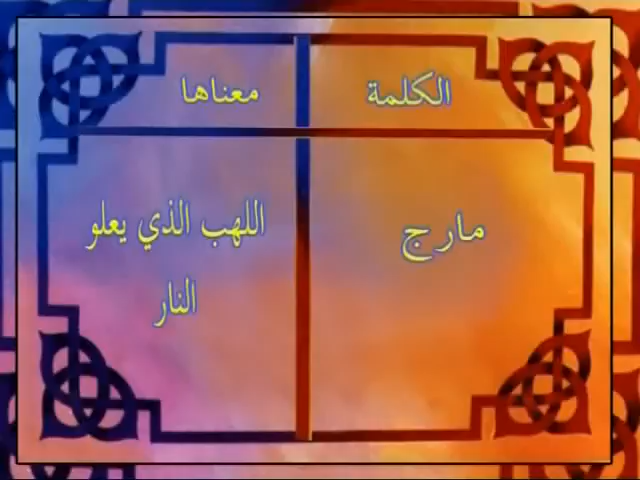 الكلمة
معناها
مارج
اللهب الذي يعلو
النار